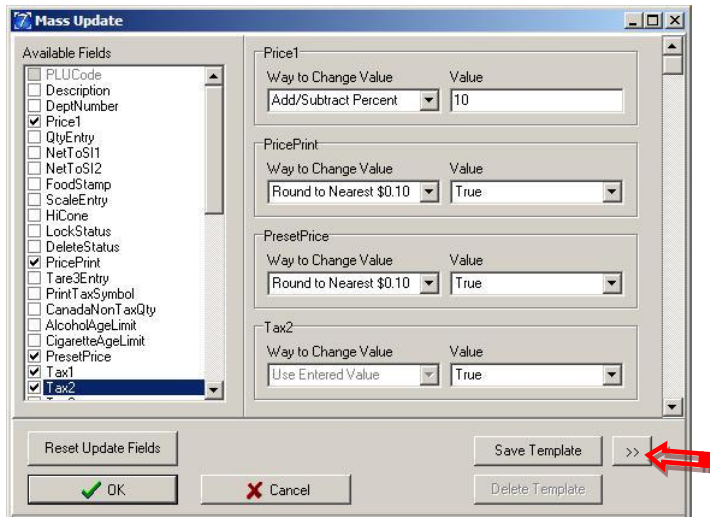 Mass Update
Available Fields
PLUCode
Description
DeptNumber
Price1
QtyEntry
NetToSI1
NetToSI2
FoodStamp
ScaleEntry
HiCone
LockStatus
DeleteStatus
PricePrint
Tare3Entry
PrintTaxSymbol
CanadaNonTaxQty
AlcoholAgeLimit
CigaretteAgeLimit
PresetPrice
Tax1
Tax2
Price1
Way to Change Value Value
Add/Subtract Percent 10
PricePrint
Way to Change Value Value
Round to Nearest $0.10 True
PresetPrice
Way to Change Value Value
Round to Nearest $0.10 True
Tax2
Way to Change Value Value
Use Entered Value True
Reset Update Fields Save Template >>
OK Cancel Delete Template